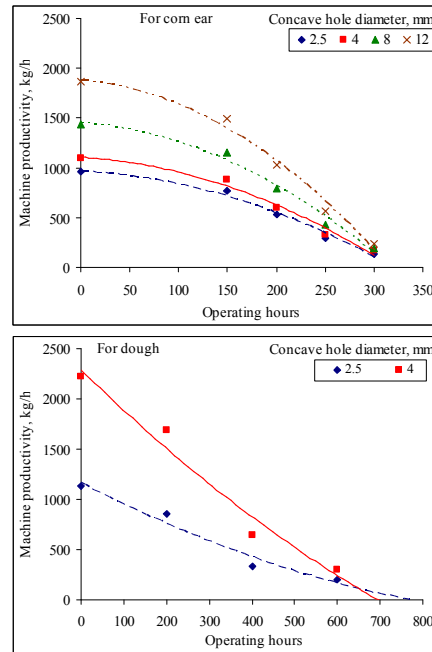 For corn ear
Concave hole diameter, mm
2.5 4 8 12
Machine productivity, kg/h
2500
2000
1500
1000
500
0
0 50 100 150 200 250 300 350
Operating hours
For dough
Concave hole diameter, mm
2.5 4
Machine productivity, kg/h
2500
2000
1500
1000
500
0
0 100 200 300 400 500 600 700 800
Operating hours